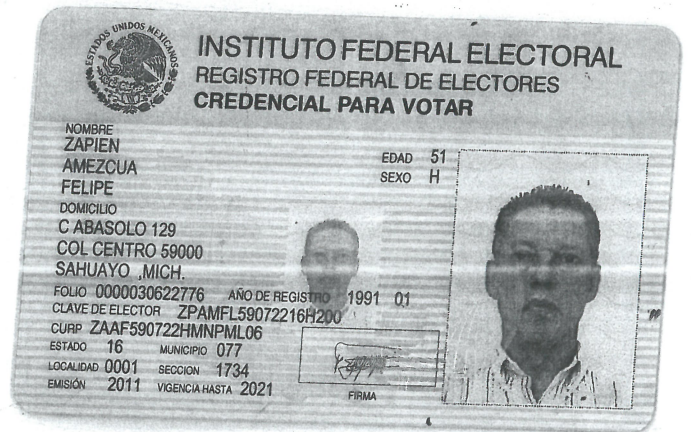 ESTADOS UNIDOS MEXICANOS
INSTITUTO FEDERAL ELECTORAL
REGISTRO FEDERAL DE ELECTORES
CREDENCIAL PARA VOTAR
NOMBRE
ZAPIEN
AMEZCUA
FELIPE
EDAD 51
SEXO H
DOMICILIO
C ABASOLO 129
COL CENTRO 59000
SAHUAYO ,MICH.
FOLIO 0000030622776 AÑO DE REGISTRO 1991 01
CLAVE DE ELECTOR ZPAMFL59072216H200
CURP ZAAF590722HMNPML06
ESTADO 16 MUNICIPIO 077
LOCALIDAD 0001 SECCION 1734
EMISIÓN 2011 VIGENCIA HASTA 2021
FIRMA